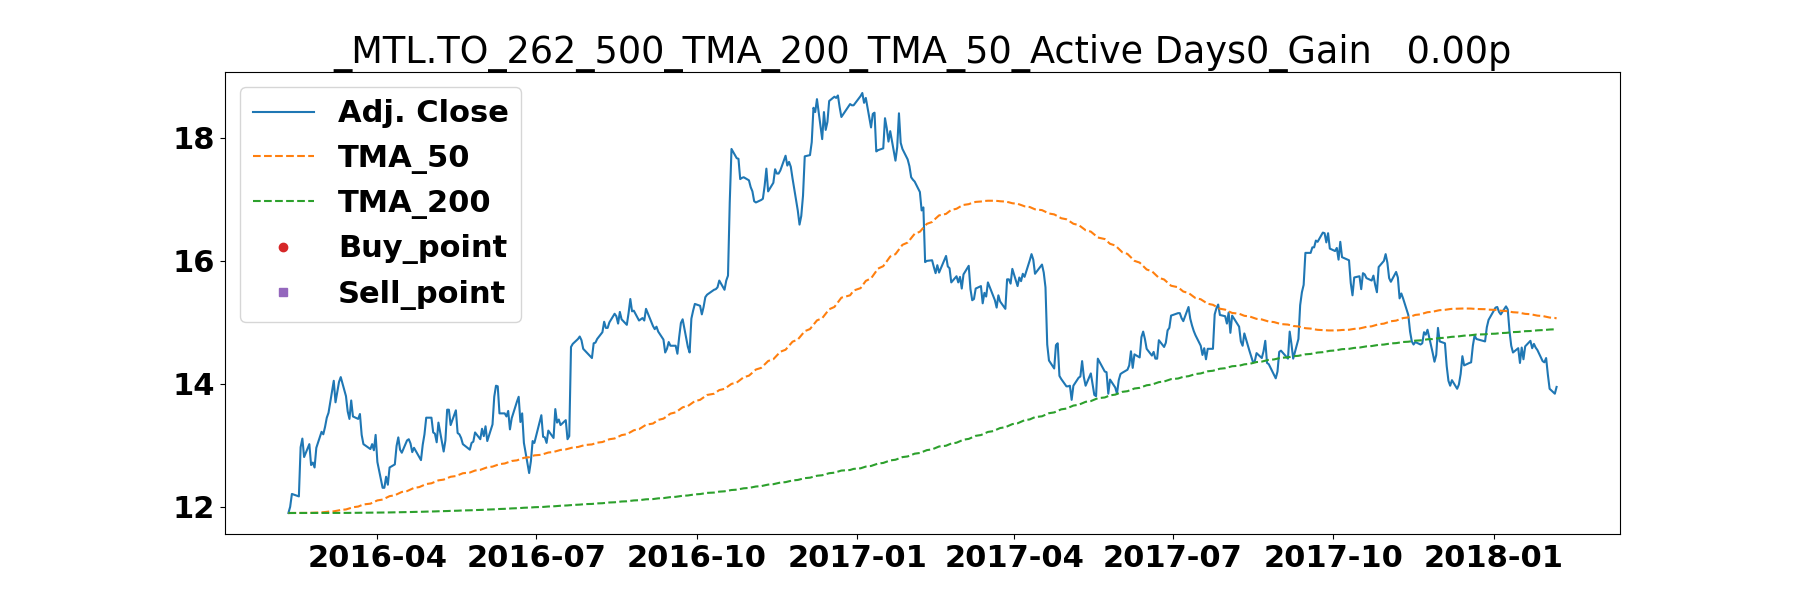 _MTL.TO_262_500_TMA_200_TMA_50_Active Days0_Gain   0.00p
Adj. Close
TMA_50
TMA_200
Buy_point
Sell_point
18
16
14
12
2016-04 2016-07 2016-10 2017-01 2017-04 2017-07 2017-10 2018-01